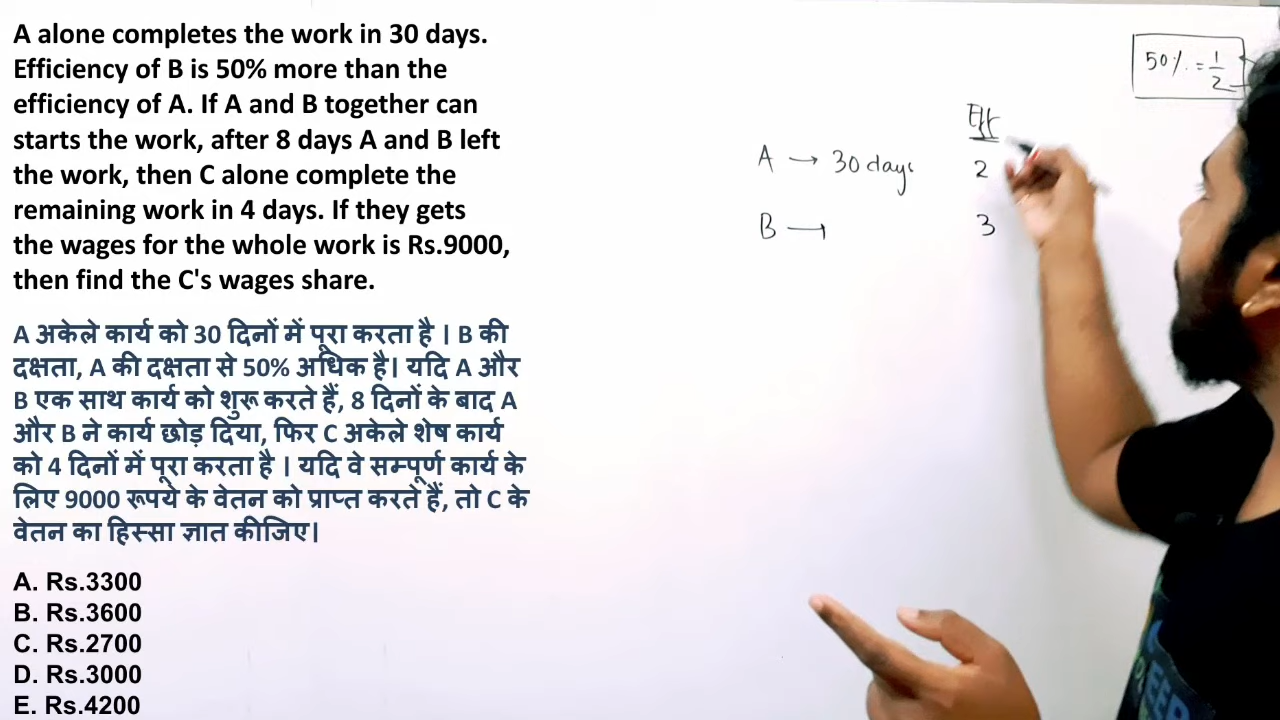 A alone completes the work in 30 days.
Efficiency of B is 50% more than the
efficiency of A. If A and B together can
starts the work, after 8 days A and B left
the work, then C alone complete the
remaining work in 4 days. If they gets
the wages for the whole work is Rs.9000,
then find the C's wages share.
A अकेले कार्य को 30 दिनों में पूरा करता है । B की
दक्षता, A की दक्षता से 50% अधिक है। यदि A और
B एक साथ कार्य को शुरू करते हैं, 8 दिनों के बाद A
और B ने कार्य छोड़ दिया, फिर C अकेले शेष कार्य
को 4 दिनों में पूरा करता है । यदि वे सम्पूर्ण कार्य के
लिए 9000 रूपये के वेतन को प्राप्त करते हैं, तो C के
वेतन का हिस्सा ज्ञात कीजिए।
A. Rs.3300
B. Rs.3600
C. Rs.2700
D. Rs.3000
E. Rs.4200
50% = 1/2
Eff
A → 30 days 2
B → 3